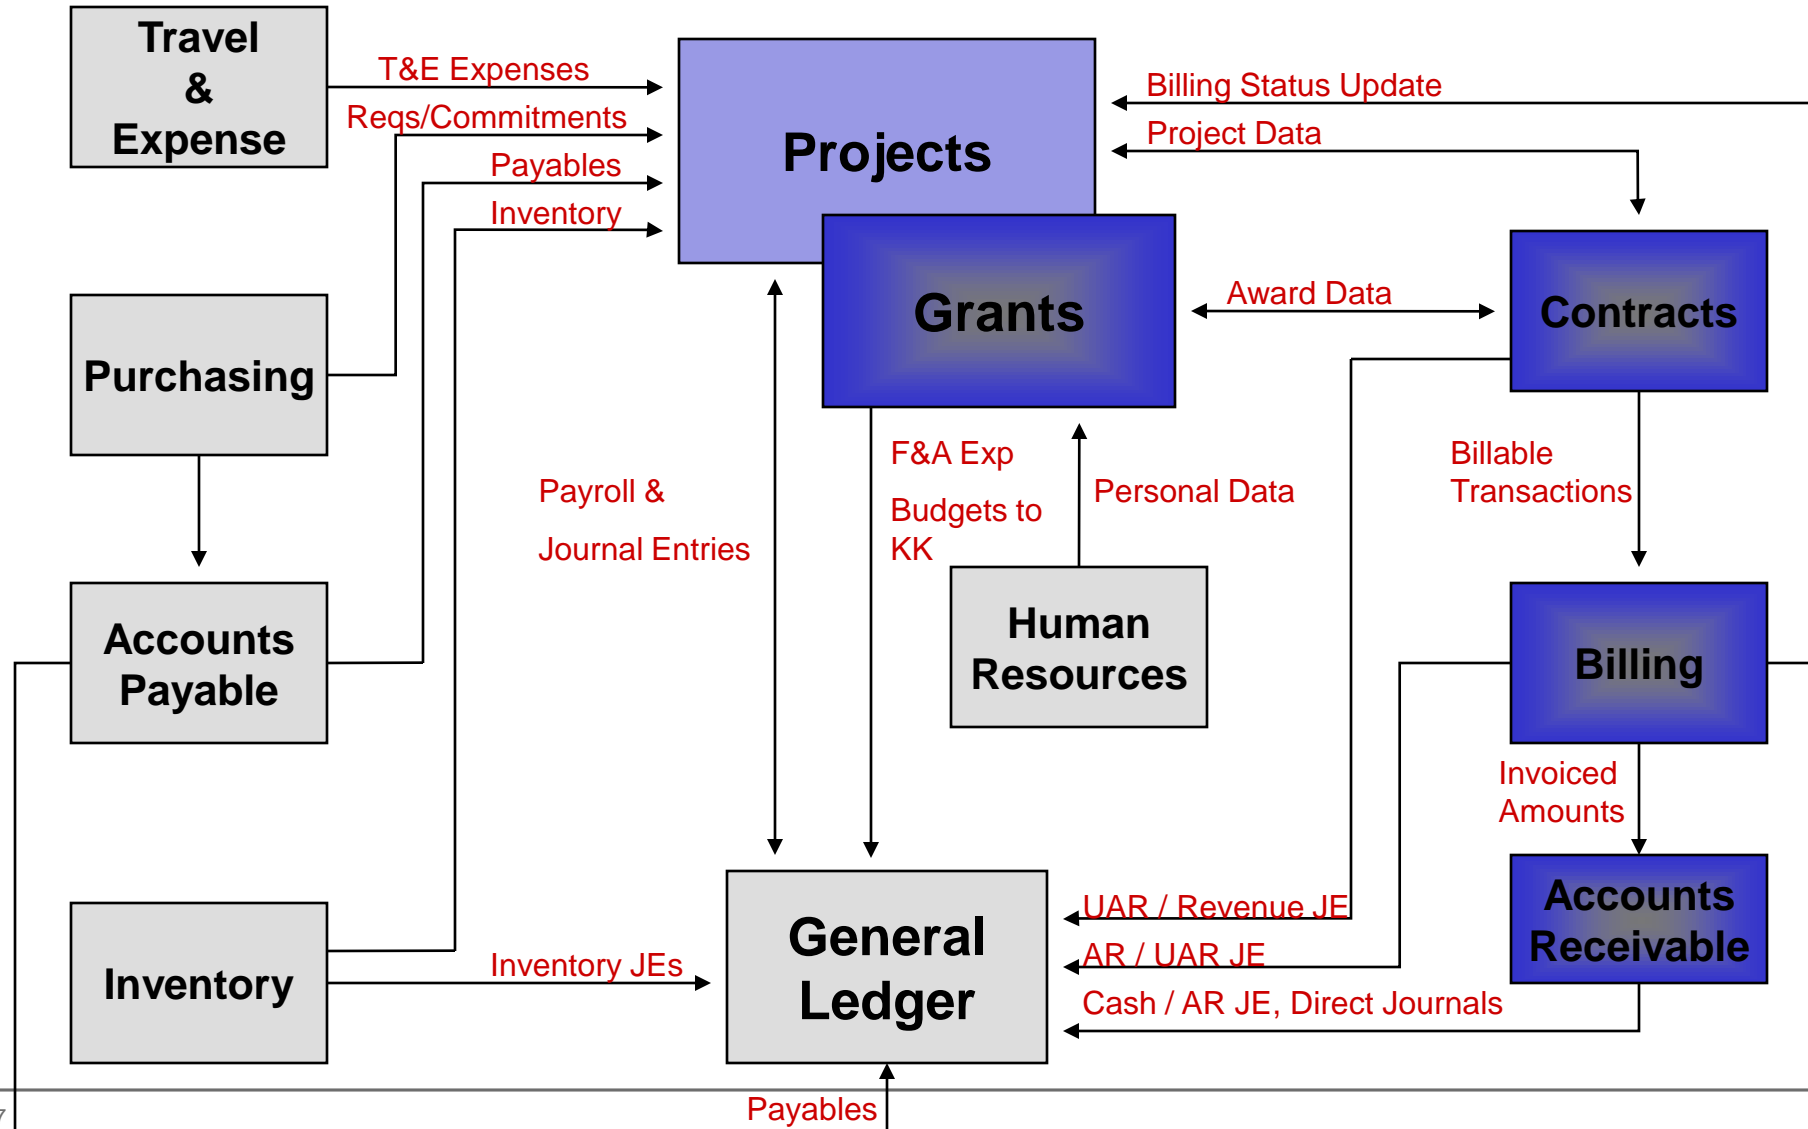 Travel
&
Expense
T&E Expenses
Reqs/Commitments
Payables
Inventory
Projects
Billing Status Update
Project Data
Grants
Award Data
Contracts
Purchasing
Payroll &
Journal Entries
F&A Exp
Budgets to
KK
Personal Data
Billable
Transactions
Human
Resources
Accounts
Payable
Billing
Invoiced
Amounts
Inventory
Inventory JEs
General
Ledger
UAR / Revenue JE
AR / UAR JE
Cash / AR JE, Direct Journals
Accounts
Receivable
Payables
7